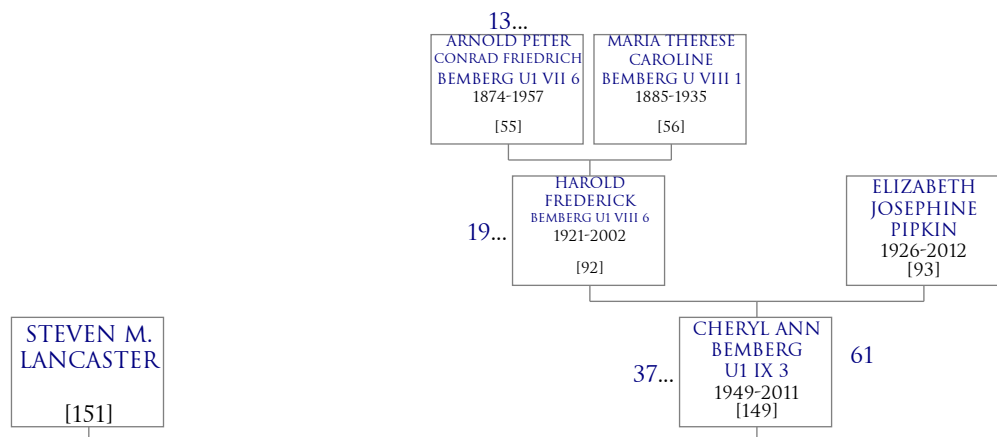 13...
ARNOLD PETER
CONRAD FRIEDRICH
BEMBERG U1 VII 6
1874-1957
[55]
MARIA THERESE
CAROLINE
BEMBERG U VIII 1
1885-1935
[56]
19...
HAROLD
FREDERICK
BEMBERG U1 VIII 6
1921-2002
[92]
ELIZABETH
JOSEPHINE
PIPKIN
1926-2012
[93]
STEVEN M.
LANCASTER
[151]
37...
CHERYL ANN
BEMBERG
U1 IX 3
1949-2011
[149]
61